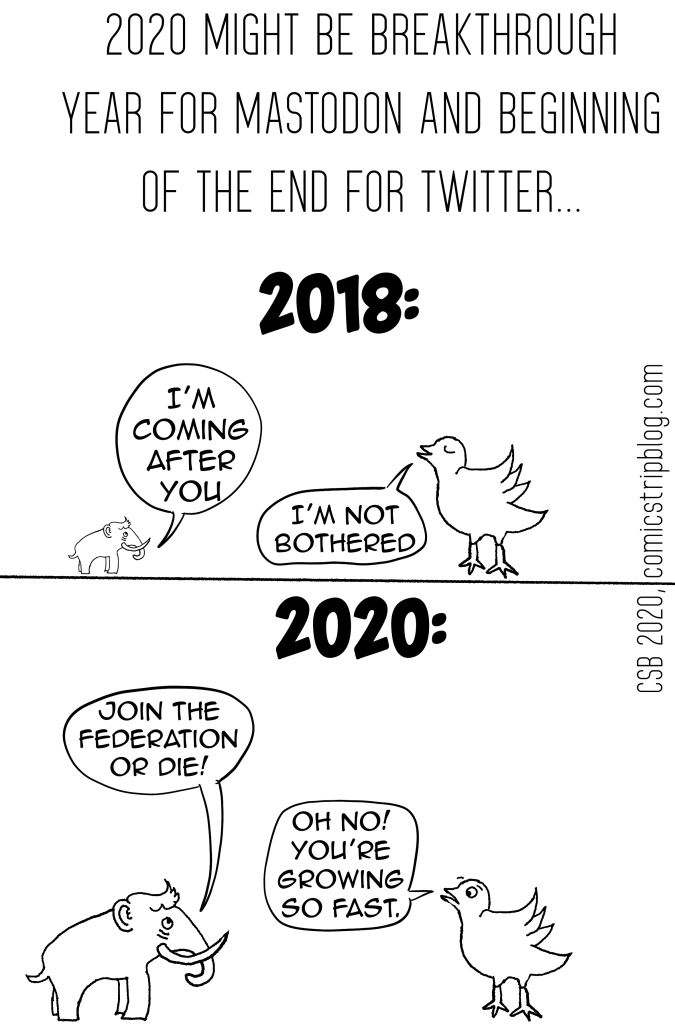 2020 MIGHT BE BREAKTHROUGH
YEAR FOR MASTODON AND BEGINNING
OF THE END FOR TWITTER...
2018:
I'M
COMING
AFTER
YOU
I'M NOT
BOTHERED
2020:
JOIN THE
FEDERATION
OR DIE!
OH NO!
YOU'RE
GROWING
SO FAST.
CSB 2020, comicstripblog.com